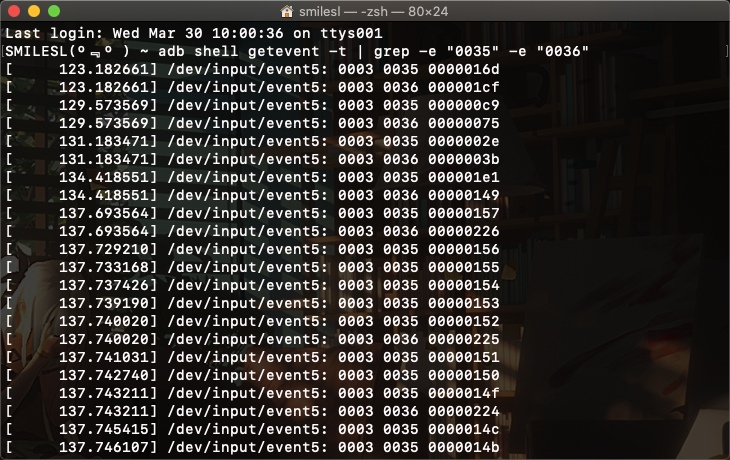 smilesl — -zsh — 80×24
Last login: Wed Mar 30 10:00:36 on ttys001
SMILESL(º﹃º ) ~ adb shell getevent -t | grep -e "0035" -e "0036"
[     123.182661] /dev/input/event5: 0003 0035 0000016d
[     123.182661] /dev/input/event5: 0003 0036 000001cf
[     129.573569] /dev/input/event5: 0003 0035 000000c9
[     129.573569] /dev/input/event5: 0003 0036 00000075
[     131.183471] /dev/input/event5: 0003 0035 0000002e
[     131.183471] /dev/input/event5: 0003 0036 0000003b
[     134.418551] /dev/input/event5: 0003 0035 000001e1
[     134.418551] /dev/input/event5: 0003 0036 00000149
[     137.693564] /dev/input/event5: 0003 0035 00000157
[     137.693564] /dev/input/event5: 0003 0036 00000226
[     137.729210] /dev/input/event5: 0003 0035 00000156
[     137.733168] /dev/input/event5: 0003 0035 00000155
[     137.737426] /dev/input/event5: 0003 0035 00000154
[     137.739190] /dev/input/event5: 0003 0035 00000153
[     137.740020] /dev/input/event5: 0003 0035 00000152
[     137.740020] /dev/input/event5: 0003 0036 00000225
[     137.741031] /dev/input/event5: 0003 0035 00000151
[     137.742740] /dev/input/event5: 0003 0035 00000150
[     137.743211] /dev/input/event5: 0003 0035 0000014f
[     137.743211] /dev/input/event5: 0003 0036 00000224
[     137.745415] /dev/input/event5: 0003 0035 0000014c
[     137.746107] /dev/input/event5: 0003 0035 0000014b